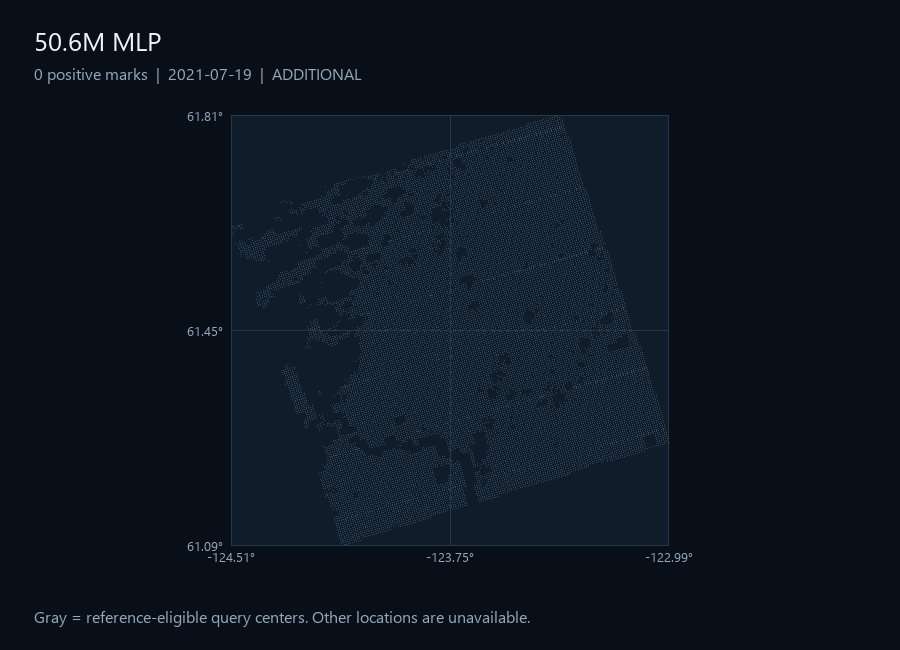 50.6M MLP
0 positive marks | 2021-07-19 | ADDITIONAL
61.81°
61.45°
61.09°
-124.51° -123.75° -122.99°
Gray = reference-eligible query centers. Other locations are unavailable.